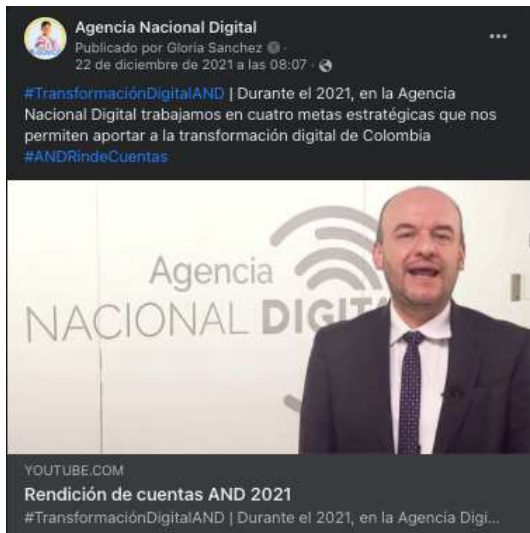 Agencia Nacional Digital
Publicado por Gloria Sanchez ·
22 de diciembre de 2021 a las 08:07 ·
#TransformaciónDigitalAND | Durante el 2021, en la Agencia
Nacional Digital trabajamos en cuatro metas estratégicas que nos
permiten aportar a la transformación digital de Colombia
#ANDRindeCuentas
Agencia
NACIONAL DIGIT
YOUTUBE.COM
Rendición de cuentas AND 2021
#TransformaciónDigitalAND | Durante el 2021, en la Agencia Digi...